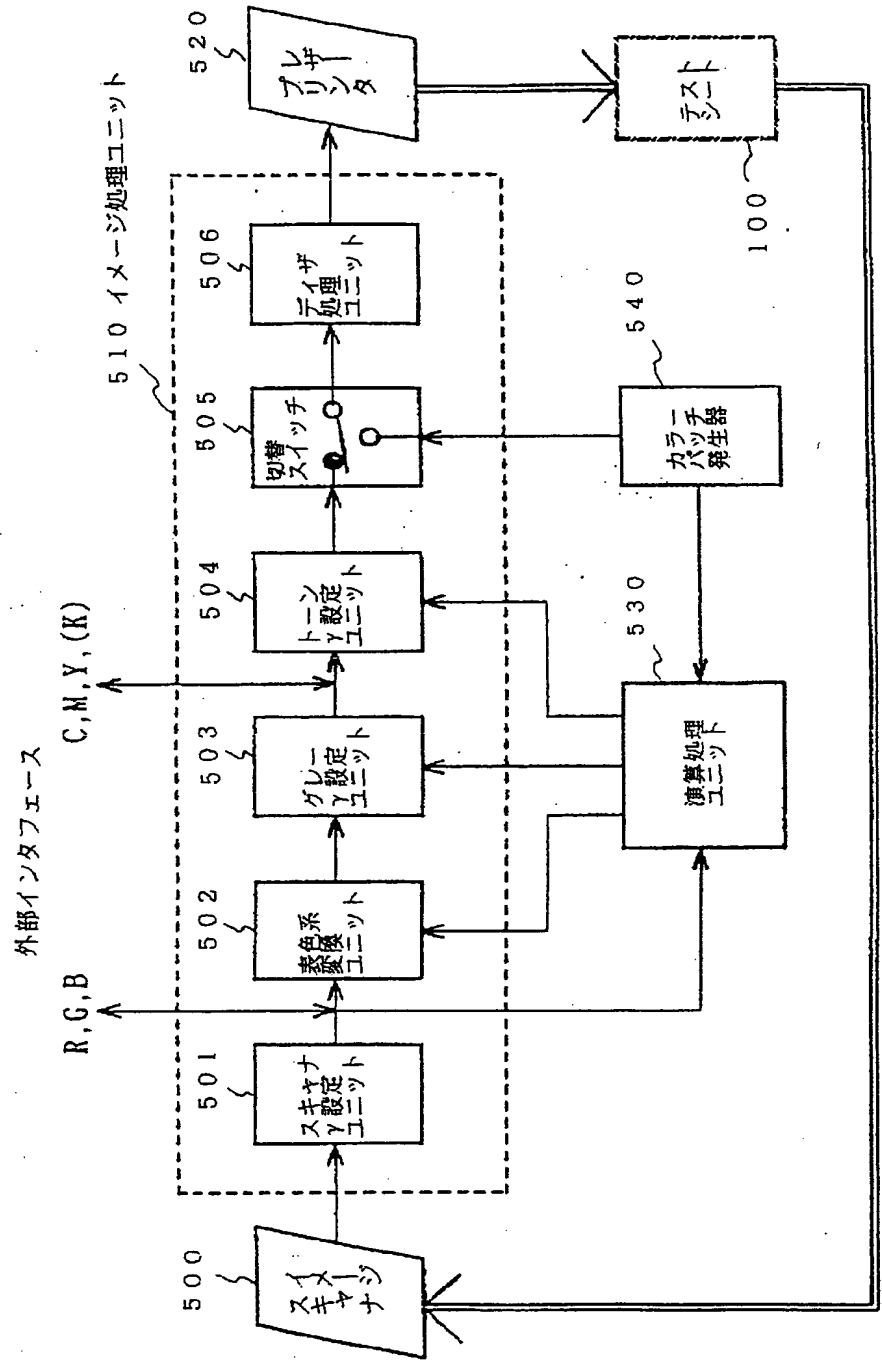 外部インタフェース
R,G,B
C,M,Y,(K)
510 イメージ処理ユニット
500
イメージ
スキャナ
501
スキャナ
γ設定
ユニット
502
表色系
変換
ユニット
503
グレー
γ設定
ユニット
504
トーン
γ設定
ユニット
505
切替
スイッチ
506
ディザ
処理
ユニット
520
レザー
プリンタ
530
演算処理
ユニット
540
カラー
パッチ
発生器
100
テスト
シート